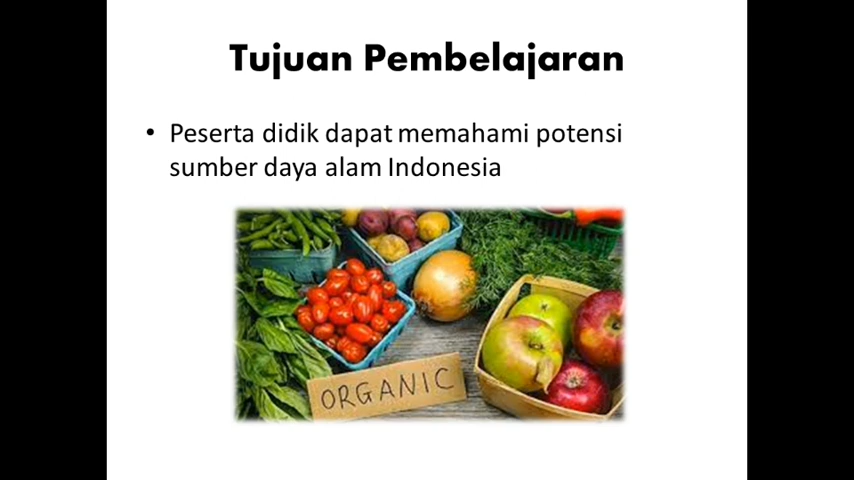 Tujuan Pembelajaran
• Peserta didik dapat memahami potensi
sumber daya alam Indonesia
ORGANIC